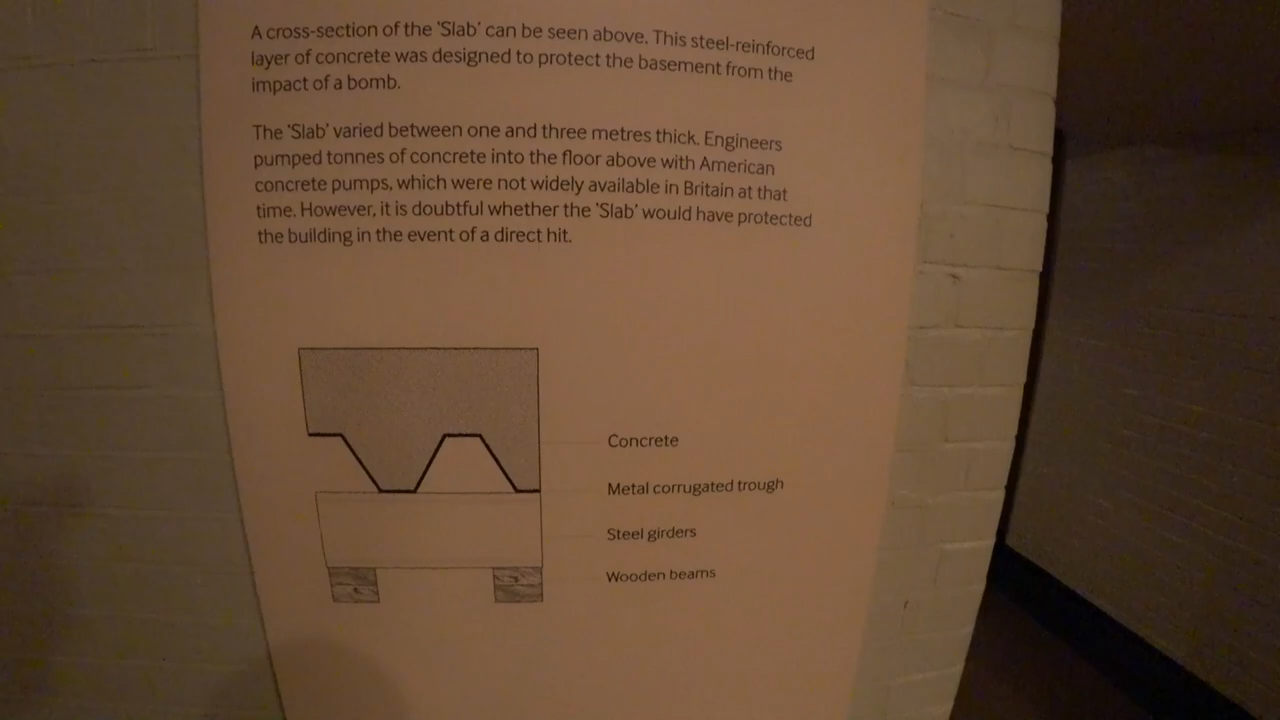 A cross-section of the 'Slab' can be seen above. This steel-reinforced
layer of concrete was designed to protect the basement from the
impact of a bomb.
The 'Slab' varied between one and three metres thick. Engineers
pumped tonnes of concrete into the floor above with American
concrete pumps, which were not widely available in Britain at that
time. However, it is doubtful whether the 'Slab' would have protected
the building in the event of a direct hit.
Concrete
Metal corrugated trough
Steel girders
Wooden beams